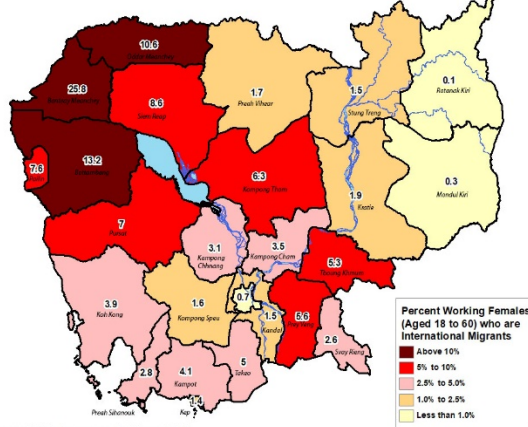 10.6
25.8
8.6
Siem Reap
1.7
Preah Vihear
1.5
Stung Treng
0.1
Ratanak Kiri
7.6
Pailin
13.2
Battambang
6.3
Kampong Thom
1.9
Kratie
0.3
Mondul Kiri
7
Pursat
3.1
Kampong
Chhnang
3.5
Kampong Cham
5.3
Tboung Khmum
3.9
Koh Kong
1.6
Kampong Speu
0.7
1.5
Kandal
5.6
Prey Veng
2.6
Svay Rieng
2.8
Preah Sihanouk
4.1
Kampot
5
Takeo
1.4
Kep
Percent Working Females
(Aged 18 to 60) who are
International Migrants
Above 10%
5% to 10%
2.5% to 5.0%
1.0% to 2.5%
Less than 1.0%